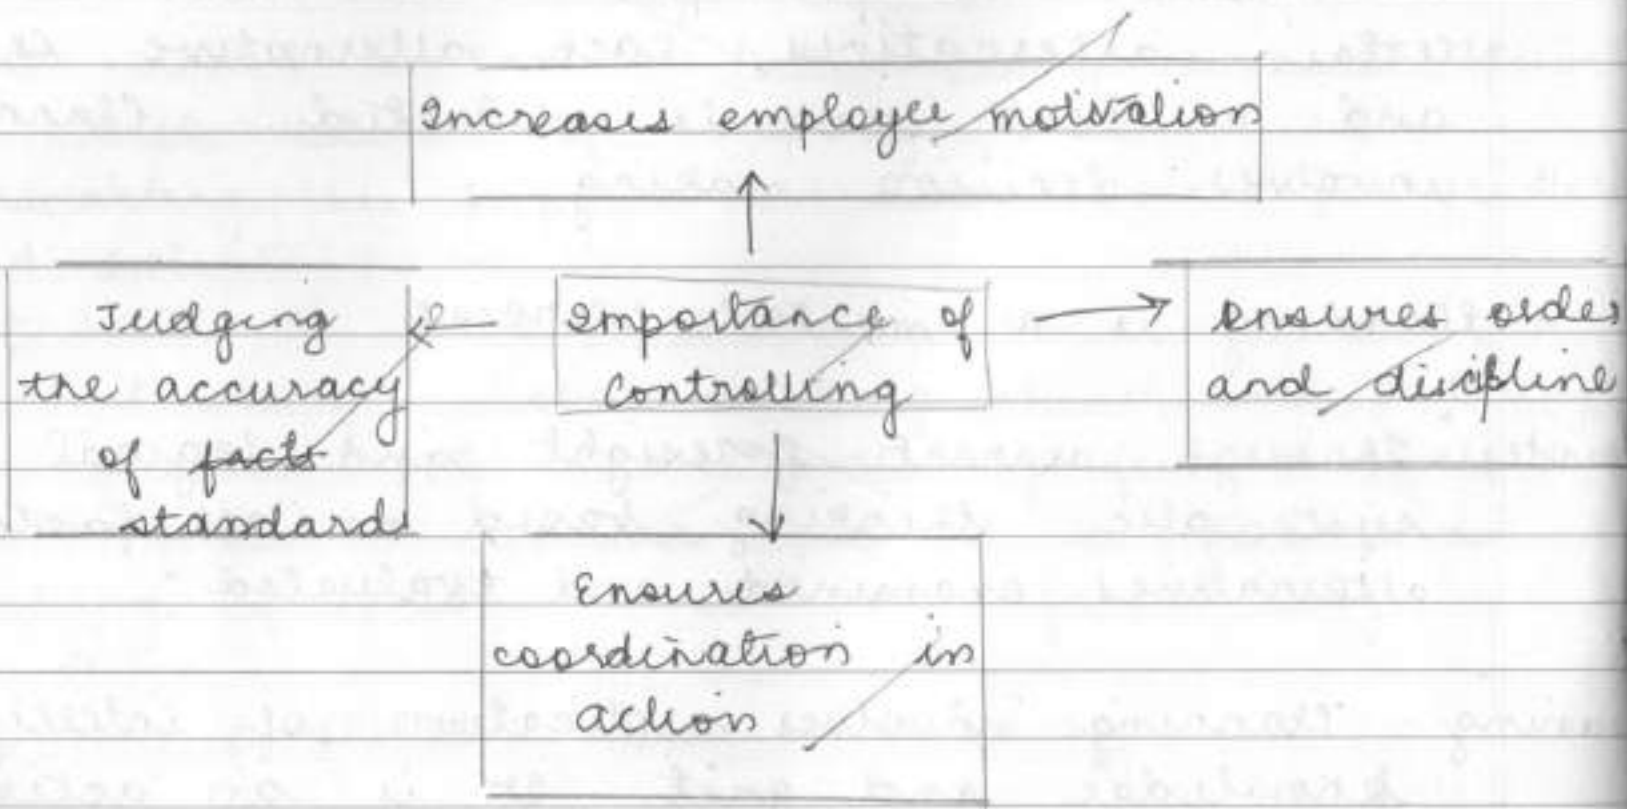 Increases employee motivation
Judging
the accuracy
of facts
standards
Importance of
Controlling
ensures order
and discipline
Ensures
coordination in
action